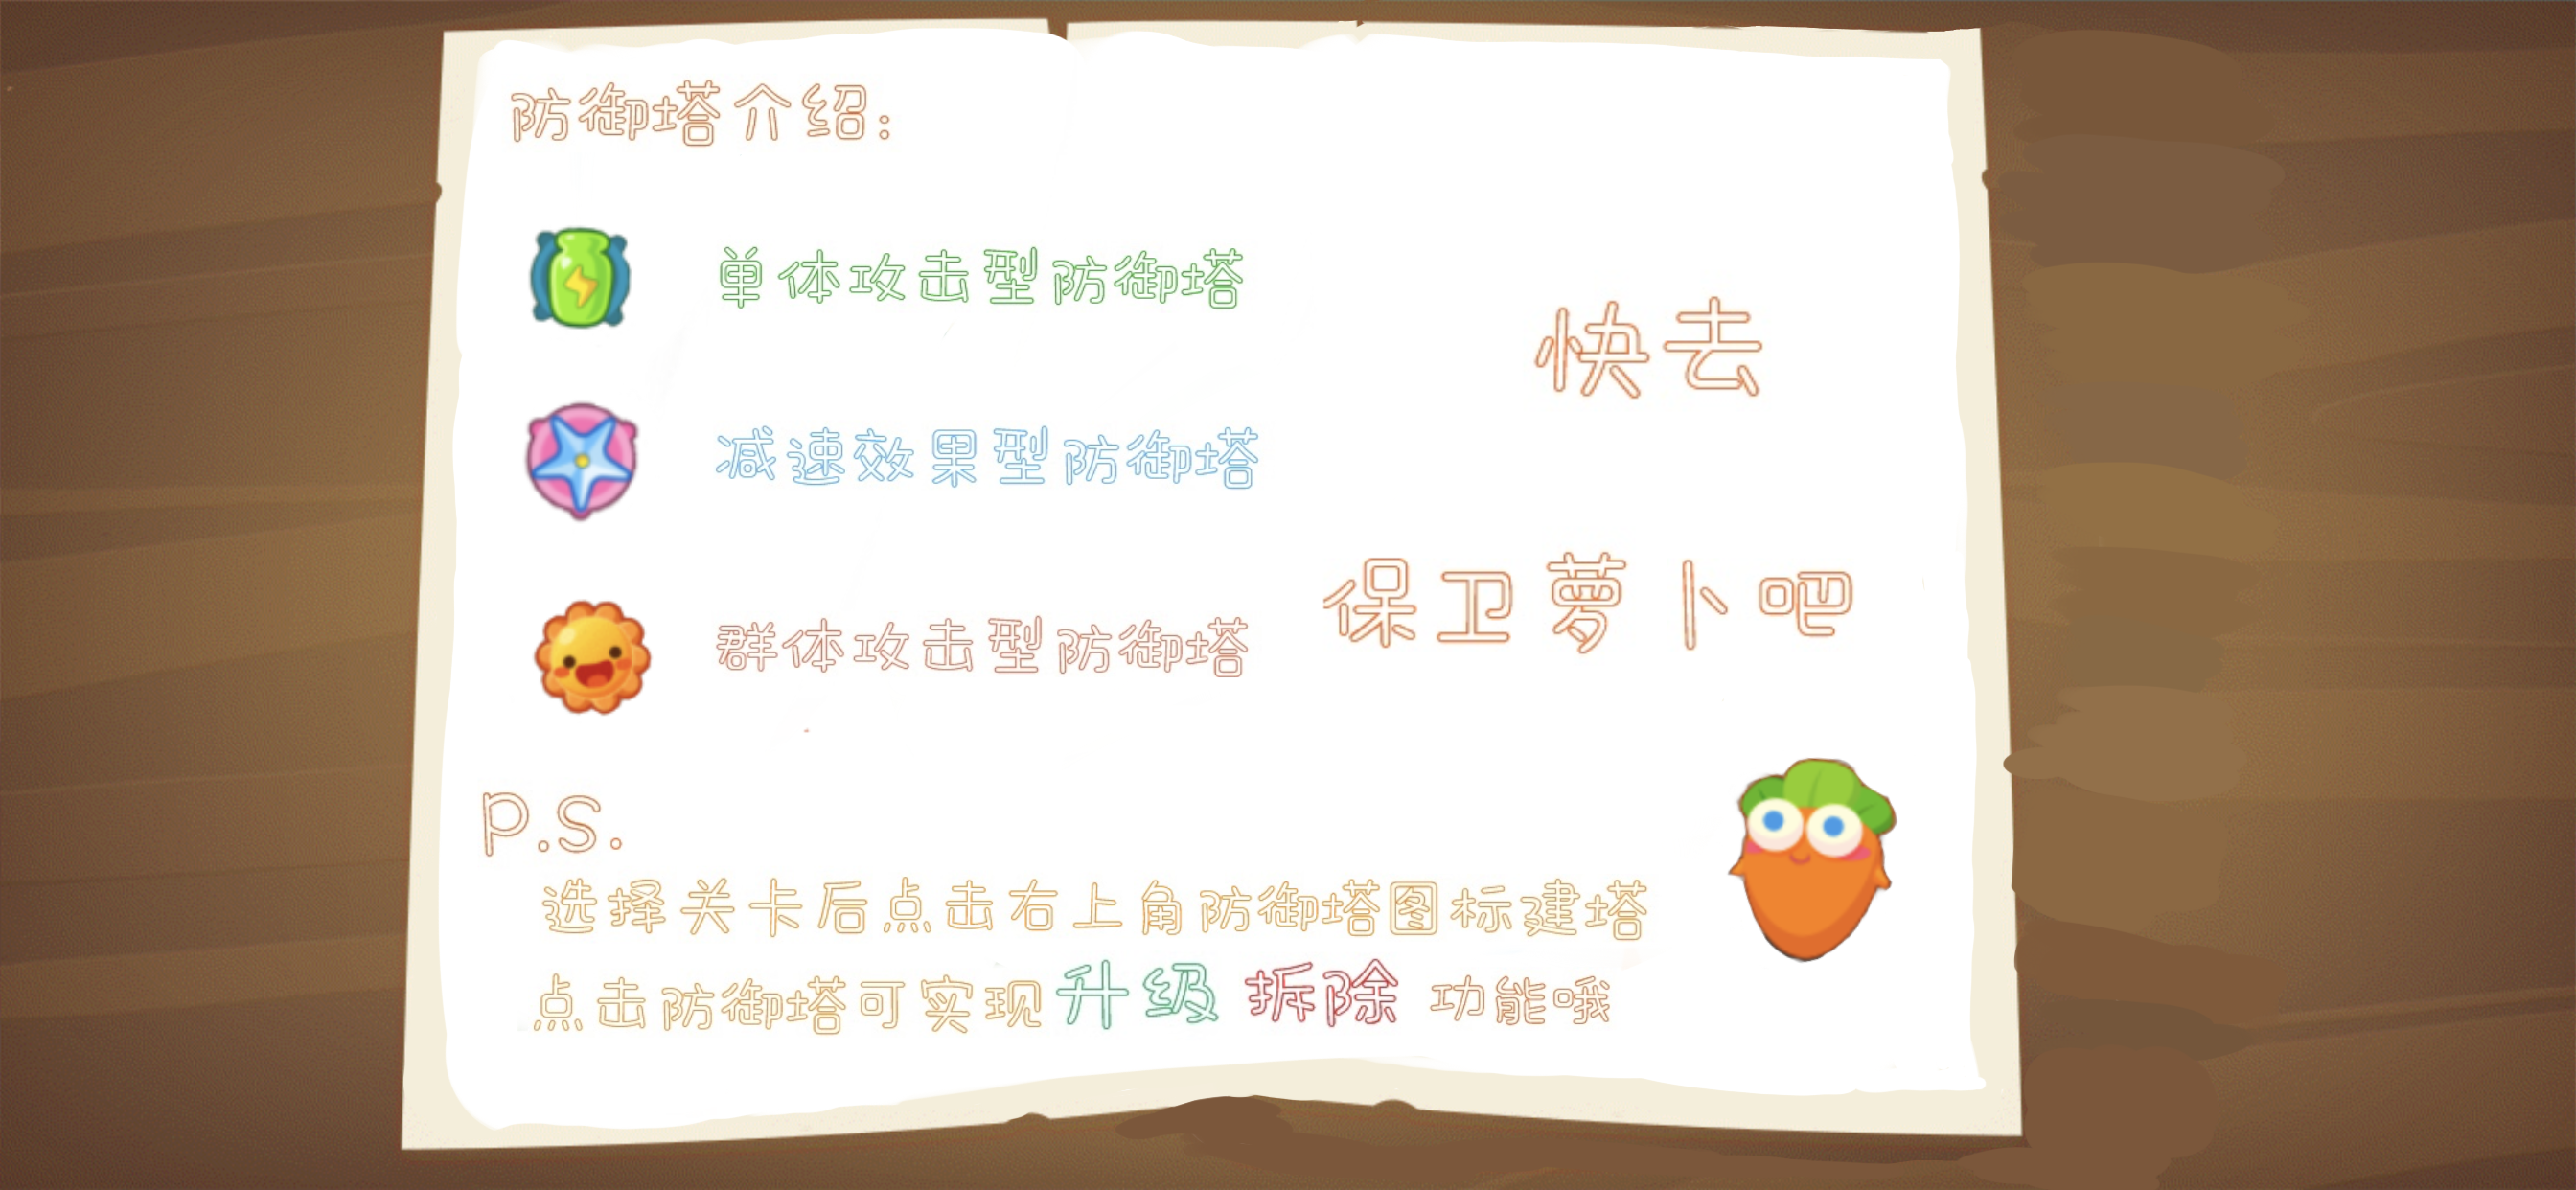 防御塔介绍:
单体攻击型防御塔
减速效果型防御塔
群体攻击型防御塔
快去
保卫萝卜吧
P.S.
选择关卡后点击右上角防御塔图标建塔
点击防御塔可实现升级 拆除 功能哦